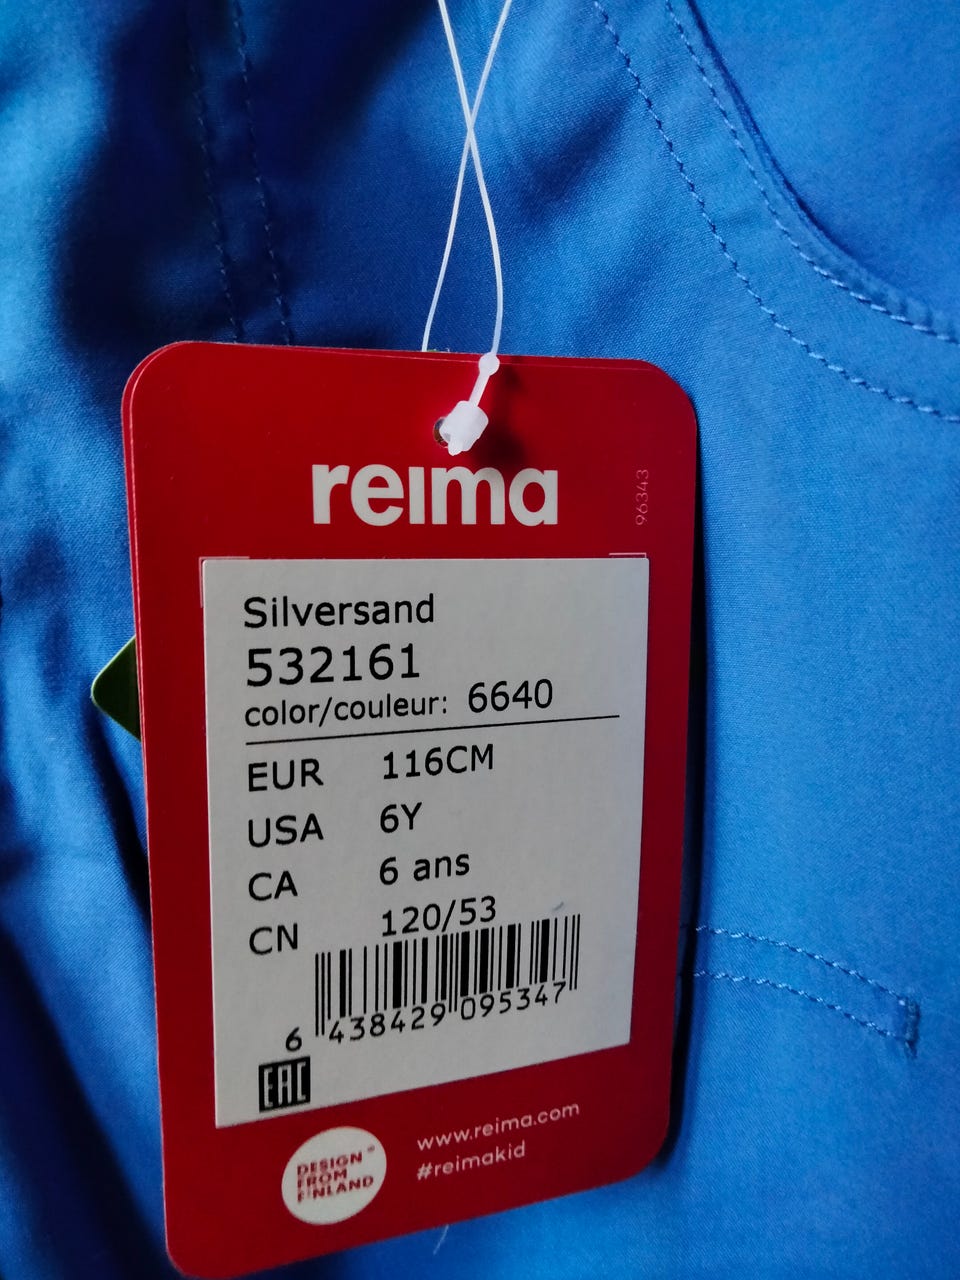 reima
96343
Silversand
532161
color/couleur: 6640
EUR 116CM
USA 6Y
CA 6 ans
CN 120/53
6 438429 095347
EAC
DESIGN
FROM
FINLAND
www.reima.com
#reimakid